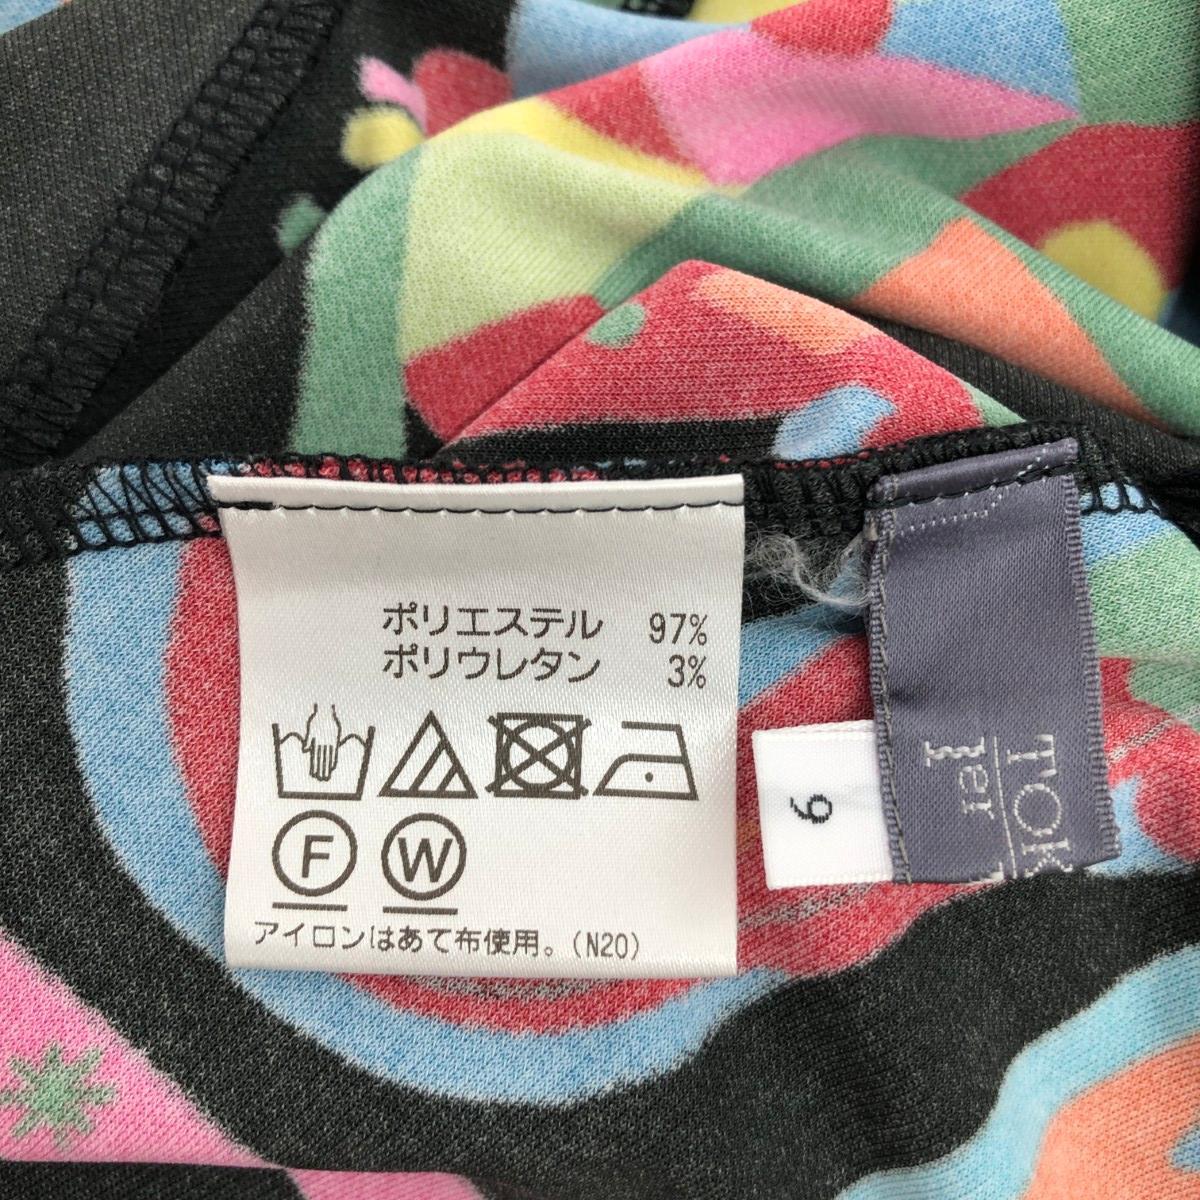 ポリエステル 97%
ポリウレタン 3%
F W
アイロンはあて布使用。(N20)
9
TOK
rer